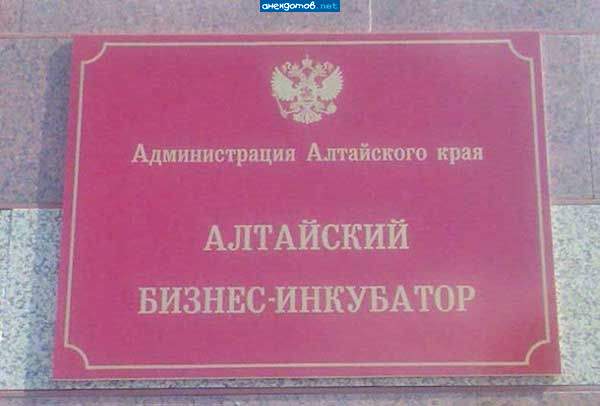 анекдотов.net
Администрация Алтайского края
АЛТАЙСКИЙ
БИЗНЕС-ИНКУБАТОР